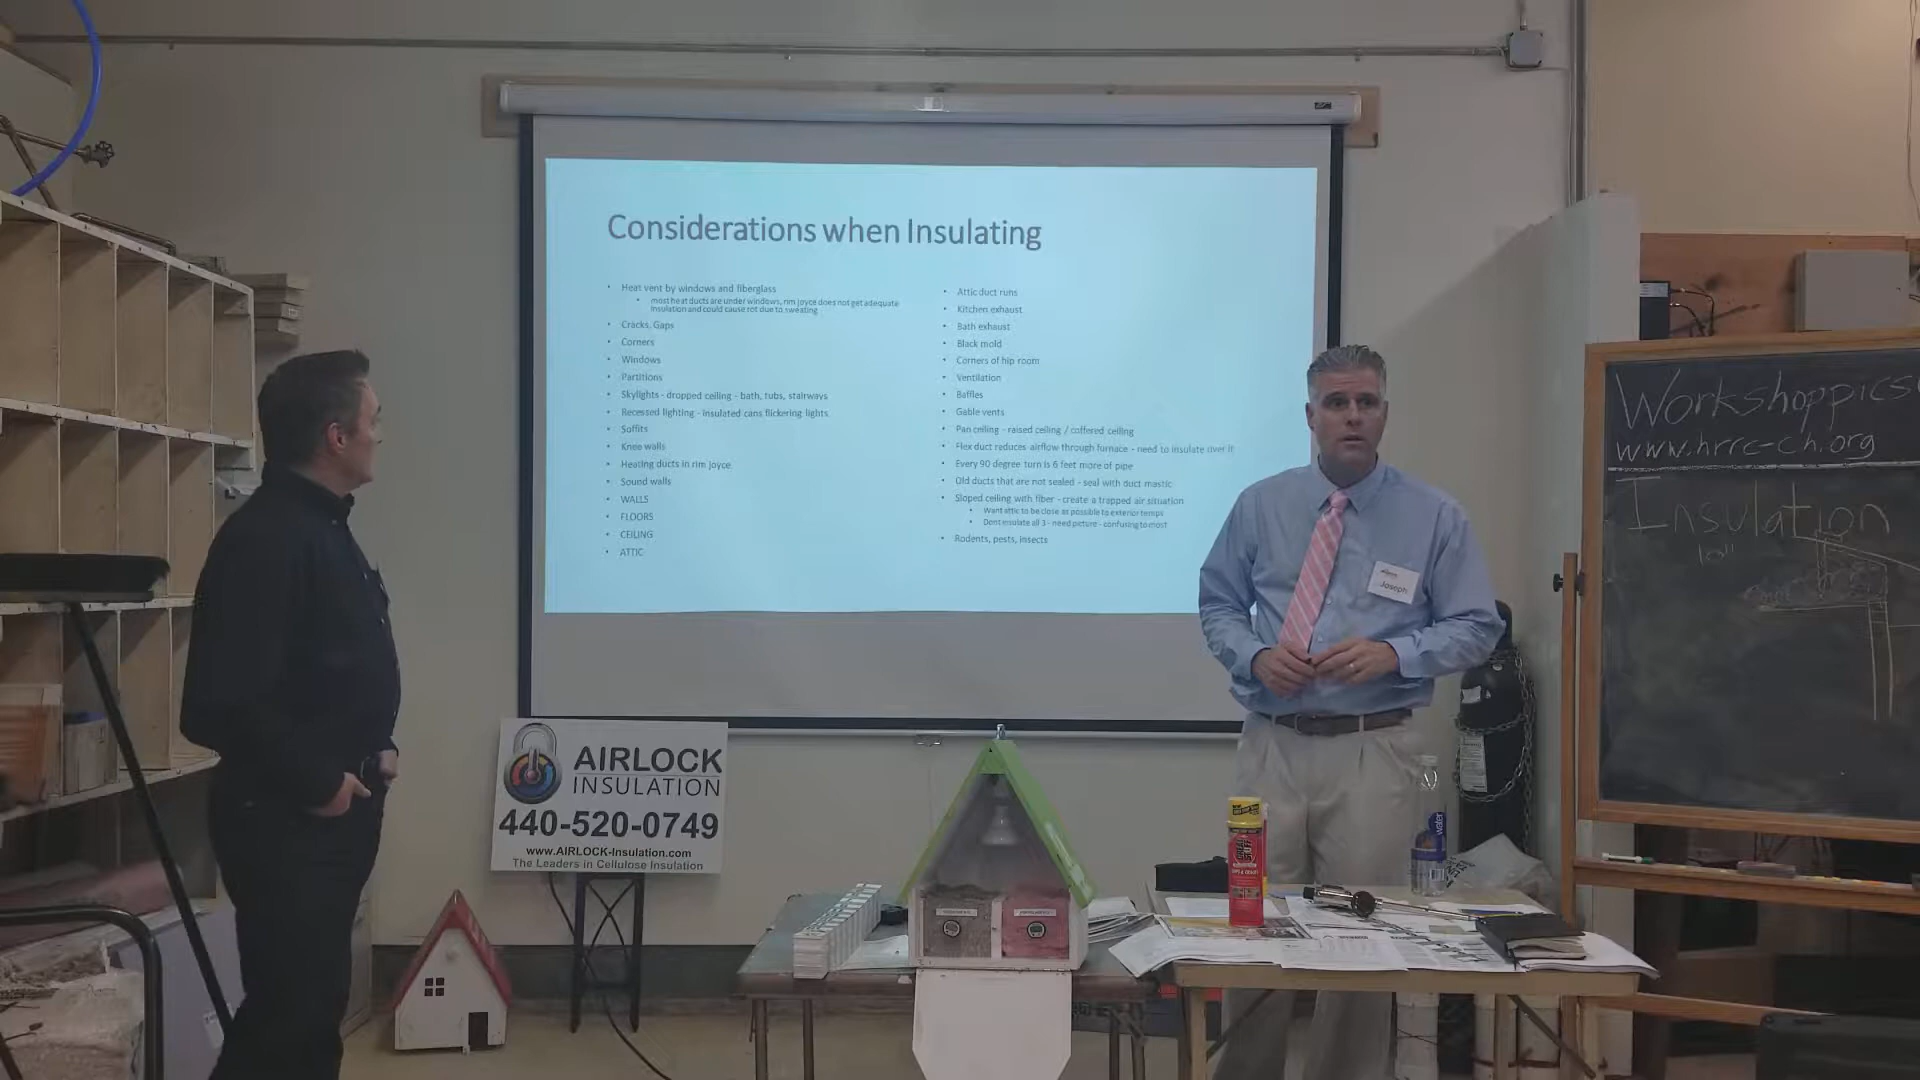 Considerations when Insulating
• Heat vent by windows and fiberglass
• most heat ducts are under windows, rim joyce does not get adequate
insulation and could cause rot due to sweating
• Cracks, Gaps
• Corners
• Windows
• Partitions
• Skylights - dropped ceiling - bath, tubs, stairways
• Recessed lighting - insulated cans flickering lights
• Soffits
• Knee walls
• Heating ducts in rim joyce
• Sound walls
• WALLS
• FLOORS
• CEILING
• ATTIC
• Attic duct runs
• Kitchen exhaust
• Bath exhaust
• Black mold
• Corners of hip room
• Ventilation
• Baffles
• Gable vents
• Pan ceiling - raised ceiling / coffered ceiling
• Flex duct reduces airflow through furnace - need to insulate over it
• Every 90 degree turn is 6 feet more of pipe
• Old ducts that are not sealed - seal with duct mastic
• Sloped ceiling with fiber - create a trapped air situation
• Want attic to be close as possible to exterior temps
• Dont insulate all 3 - need picture - confusing to most
• Rodents, pests, insects
Joseph
Workshoppics
www.hrrc-ch.org
Insulation
AIRLOCK
INSULATION
440-520-0749
www.AIRLOCK-Insulation.com
The Leaders in Cellulose Insulation
GREAT STUFF
water